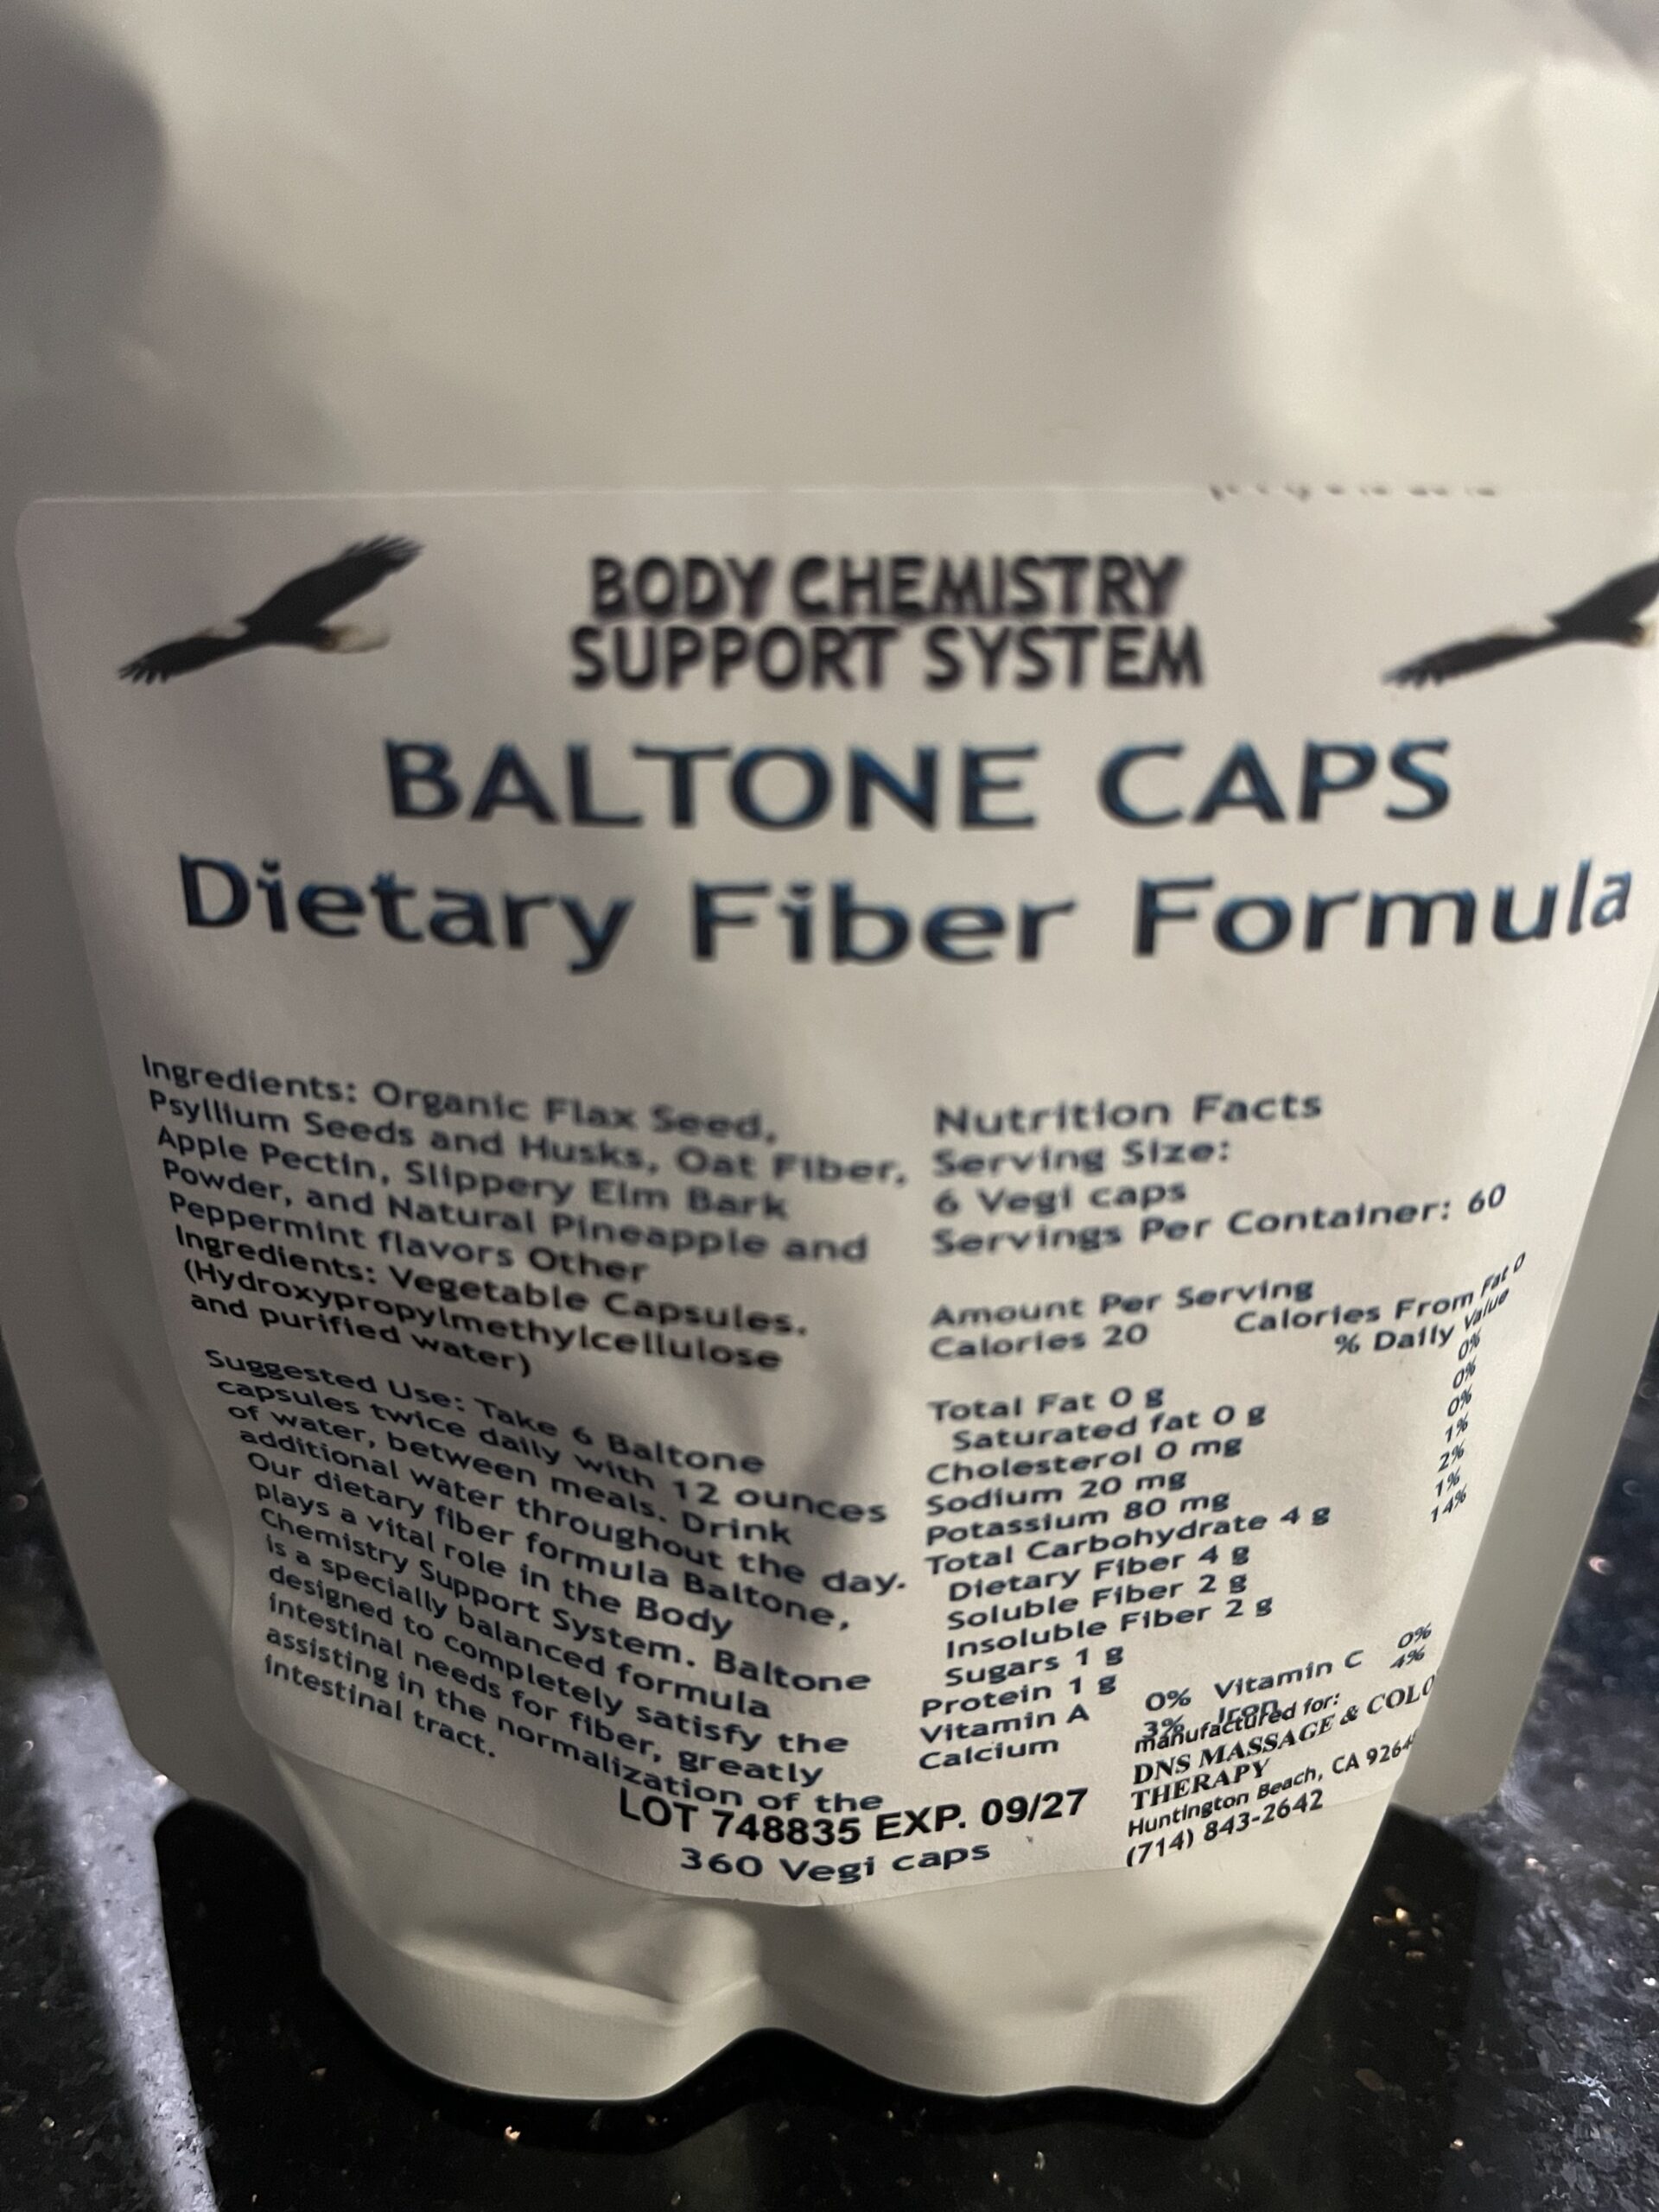 BODY CHEMISTRY
SUPPORT SYSTEM
BALTONE CAPS
Dietary Fiber Formula
Ingredients: Organic Flax Seed,
Psyllium Seeds and Husks, Oat Fiber,
Apple Pectin, Slippery Elm Bark
Powder, and Natural Pineapple and
Peppermint flavors Other
Ingredients: Vegetable Capsules.
(Hydroxypropylmethylcellulose
and purified water)
Suggested Use: Take 6 Baltone
capsules twice daily with 12 ounces
of water, between meals. Drink
additional water throughout the day.
Our dietary fiber formula Baltone,
plays a vital role in the Body
Chemistry Support System. Baltone
is a specially balanced formula
designed to completely satisfy the
intestinal needs for fiber, greatly
assisting in the normalization of the
intestinal tract.
Nutrition Facts
Serving Size:
6 Vegi caps
Servings Per Container: 60
Amount Per Serving
Calories 20 Calories From Fat 0
% Daily Value
Total Fat 0 g 0%
Saturated fat 0 g 0%
Cholesterol 0 mg 0%
Sodium 20 mg 1%
Potassium 80 mg 2%
Total Carbohydrate 4 g 1%
Dietary Fiber 4 g 14%
Soluble Fiber 2 g
Insoluble Fiber 2 g
Sugars 1 g
Protein 1 g
Vitamin A 0% Vitamin C 0%
Calcium 3% Iron 4%
manufactured for:
DNS MASSAGE & COLO
THERAPY
Huntington Beach, CA 9264
(714) 843-2642
LOT 748835 EXP. 09/27
360 Vegi caps